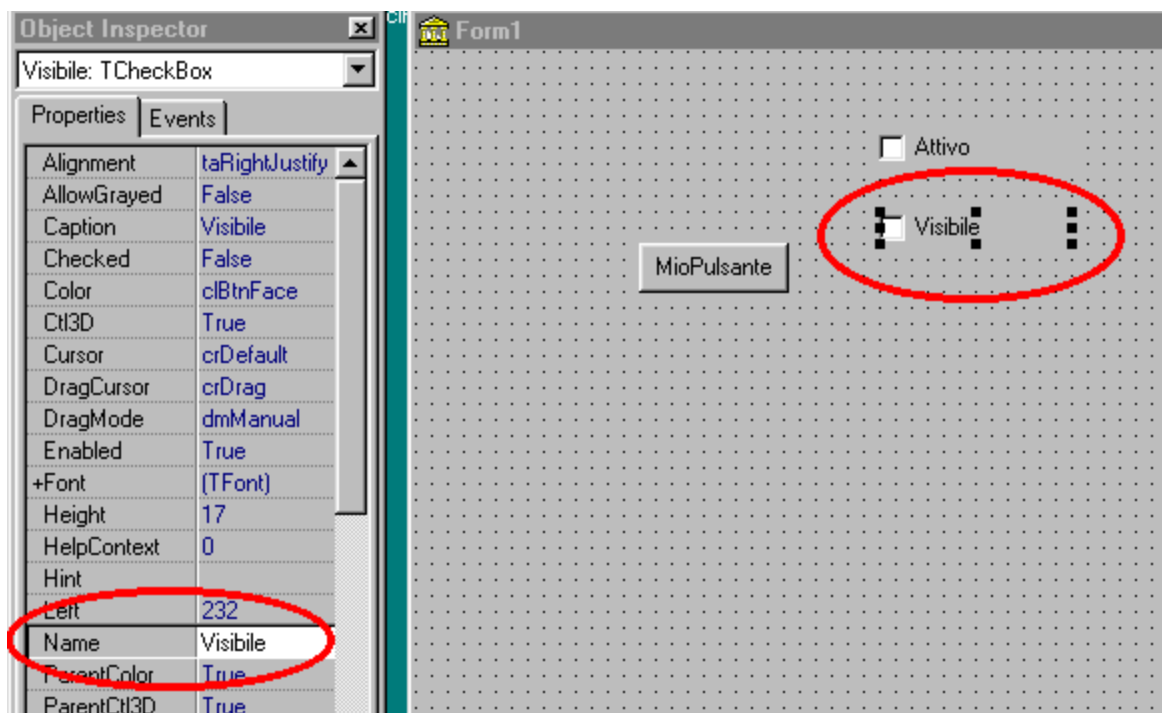 Object Inspector
Visibile: TCheckBox
Properties Events
Alignment taRightJustify
AllowGrayed False
Caption Visibile
Checked False
Color clBtnFace
Ctl3D True
Cursor crDefault
DragCursor crDrag
DragMode dmManual
Enabled True
+Font (TFont)
Height 17
HelpContext 0
Hint
Left 232
Name Visibile
ParentColor True
ParentCtl3D True
Form1
Attivo
Visibile
MioPulsante